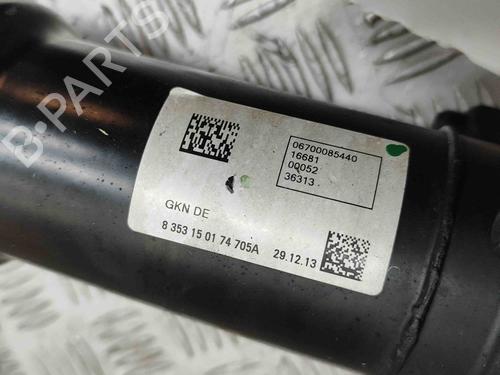 B-PARTS
06700085440
16681
00052
36313
GKN DE
8 353 15 01 74 705A 29.12.13